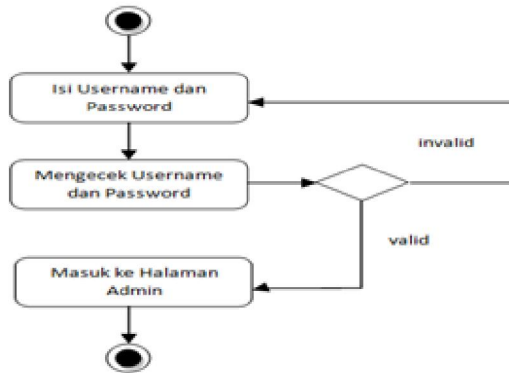 Isi Username dan
Password
Mengecek Username
dan Password
invalid
valid
Masuk ke Halaman
Admin